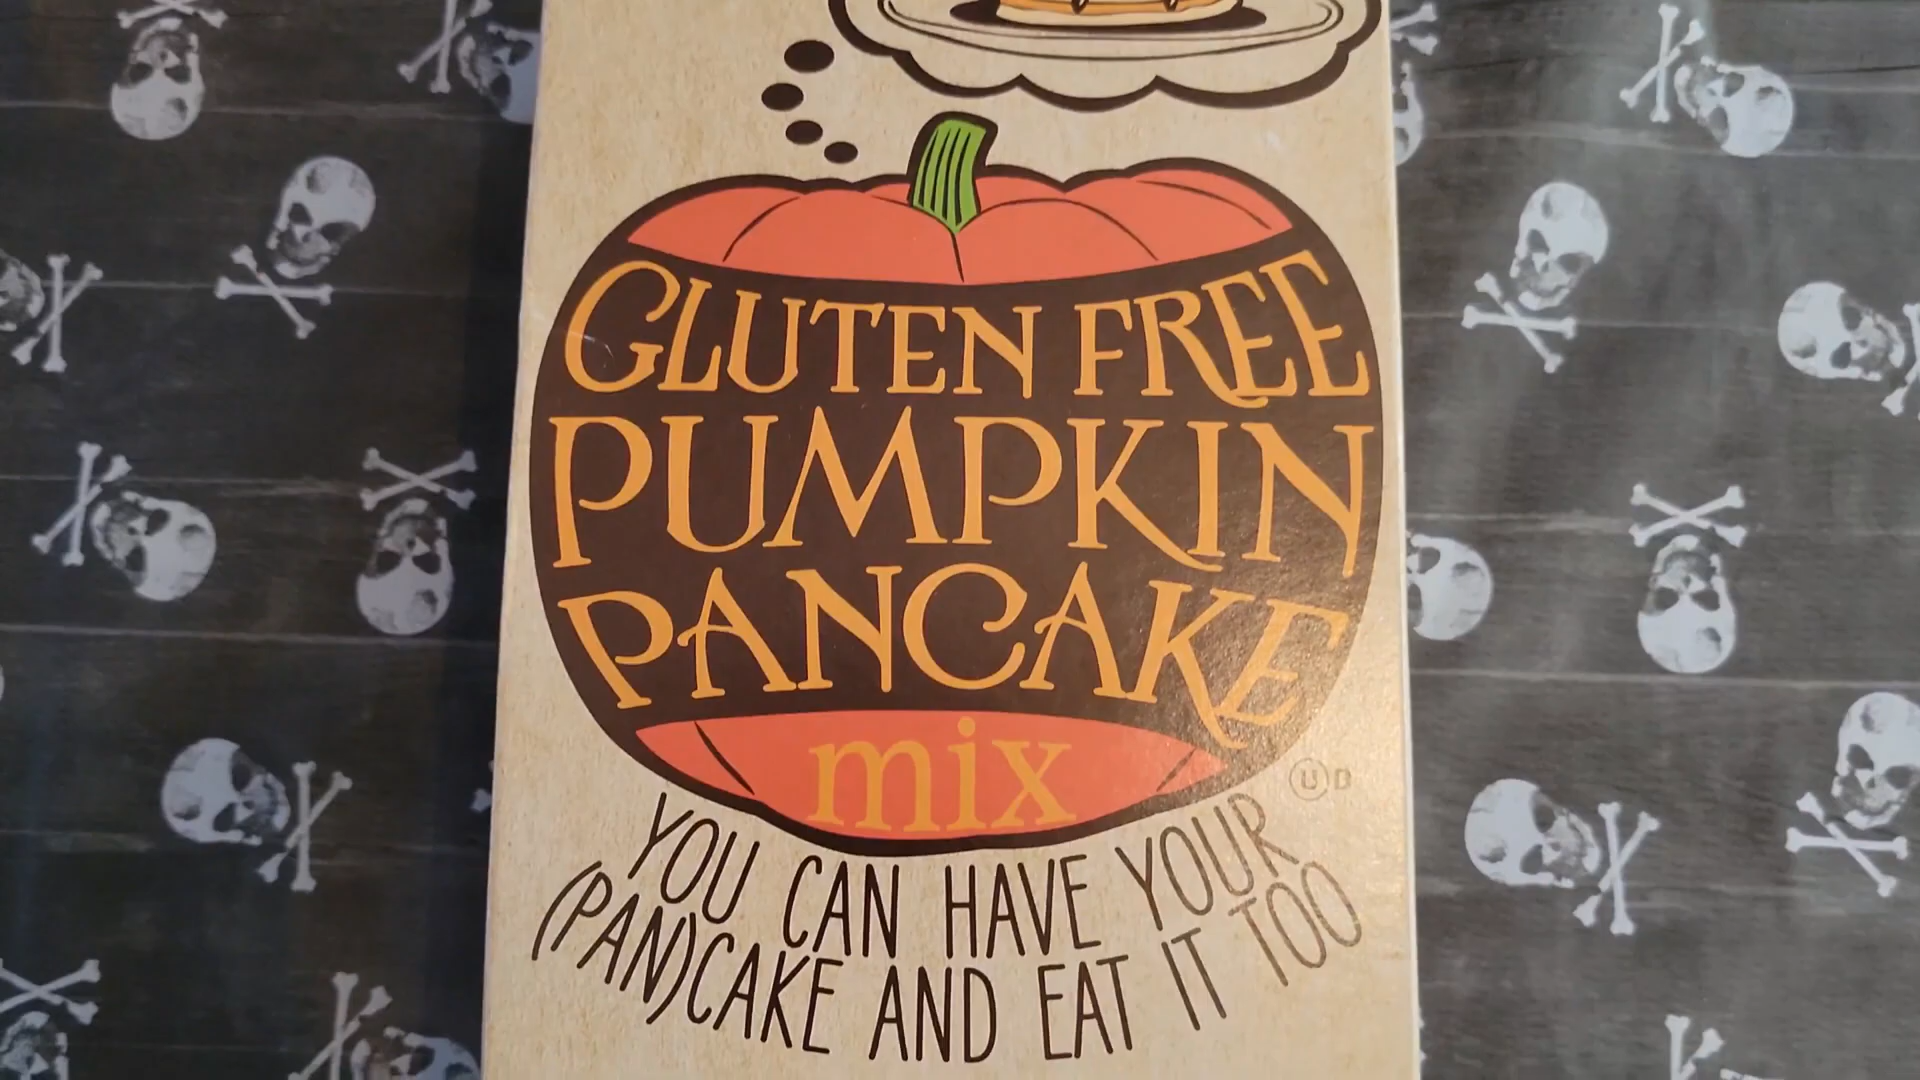 GLUTEN FREE
PUMPKIN
PANCAKE
mix
U D
YOU CAN HAVE YOUR
(PAN)CAKE AND EAT IT TOO